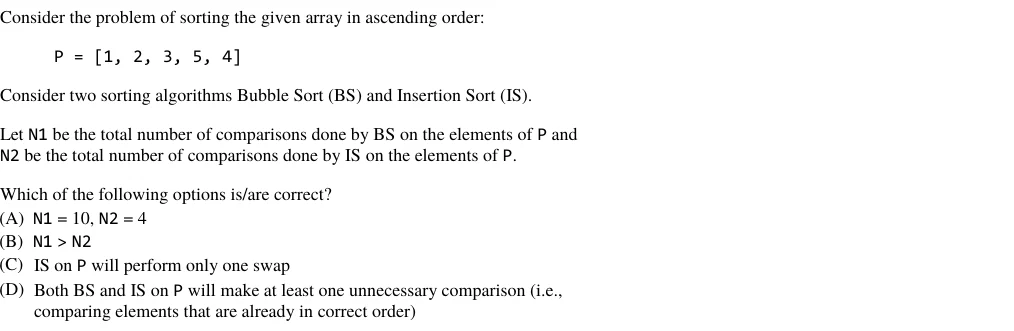 Consider the problem of sorting the given array in ascending order:
P = [1, 2, 3, 5, 4]
Consider two sorting algorithms Bubble Sort (BS) and Insertion Sort (IS).
Let N1 be the total number of comparisons done by BS on the elements of P and
N2 be the total number of comparisons done by IS on the elements of P.
Which of the following options is/are correct?
(A) N1 = 10, N2 = 4
(B) N1 > N2
(C) IS on P will perform only one swap
(D) Both BS and IS on P will make at least one unnecessary comparison (i.e.,
comparing elements that are already in correct order)